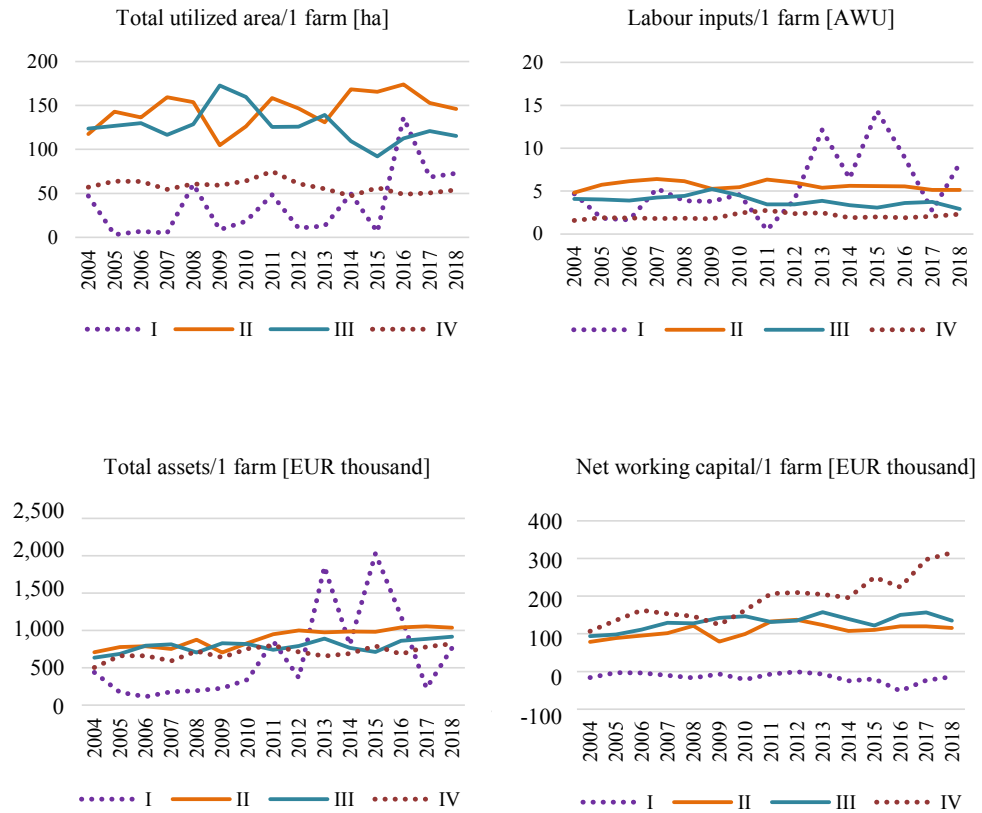 Total utilized area/1 farm [ha]
200
150
100
50
0
2004 2005 2006 2007 2008 2009 2010 2011 2012 2013 2014 2015 2016 2017 2018
I II III IV
Labour inputs/1 farm [AWU]
20
15
10
5
0
2004 2005 2006 2007 2008 2009 2010 2011 2012 2013 2014 2015 2016 2017 2018
I II III IV
Total assets/1 farm [EUR thousand]
2,500
2,000
1,500
1,000
500
0
2004 2005 2006 2007 2008 2009 2010 2011 2012 2013 2014 2015 2016 2017 2018
I II III IV
Net working capital/1 farm [EUR thousand]
400
300
200
100
0
-100
2004 2005 2006 2007 2008 2009 2010 2011 2012 2013 2014 2015 2016 2017 2018
I II III IV